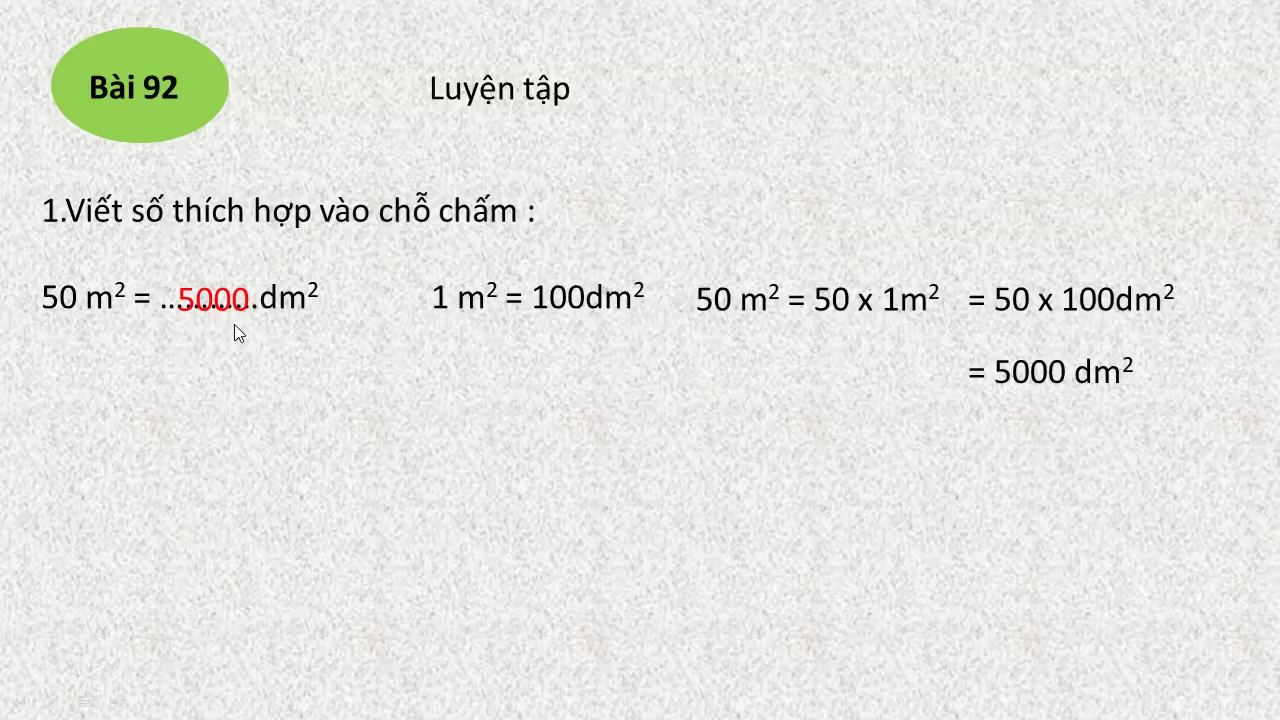 Bài 92
Luyện tập
1.Viết số thích hợp vào chỗ chấm :
50 m² = ...5000...dm² 1 m² = 100dm² 50 m² = 50 x 1m² = 50 x 100dm²
= 5000 dm²